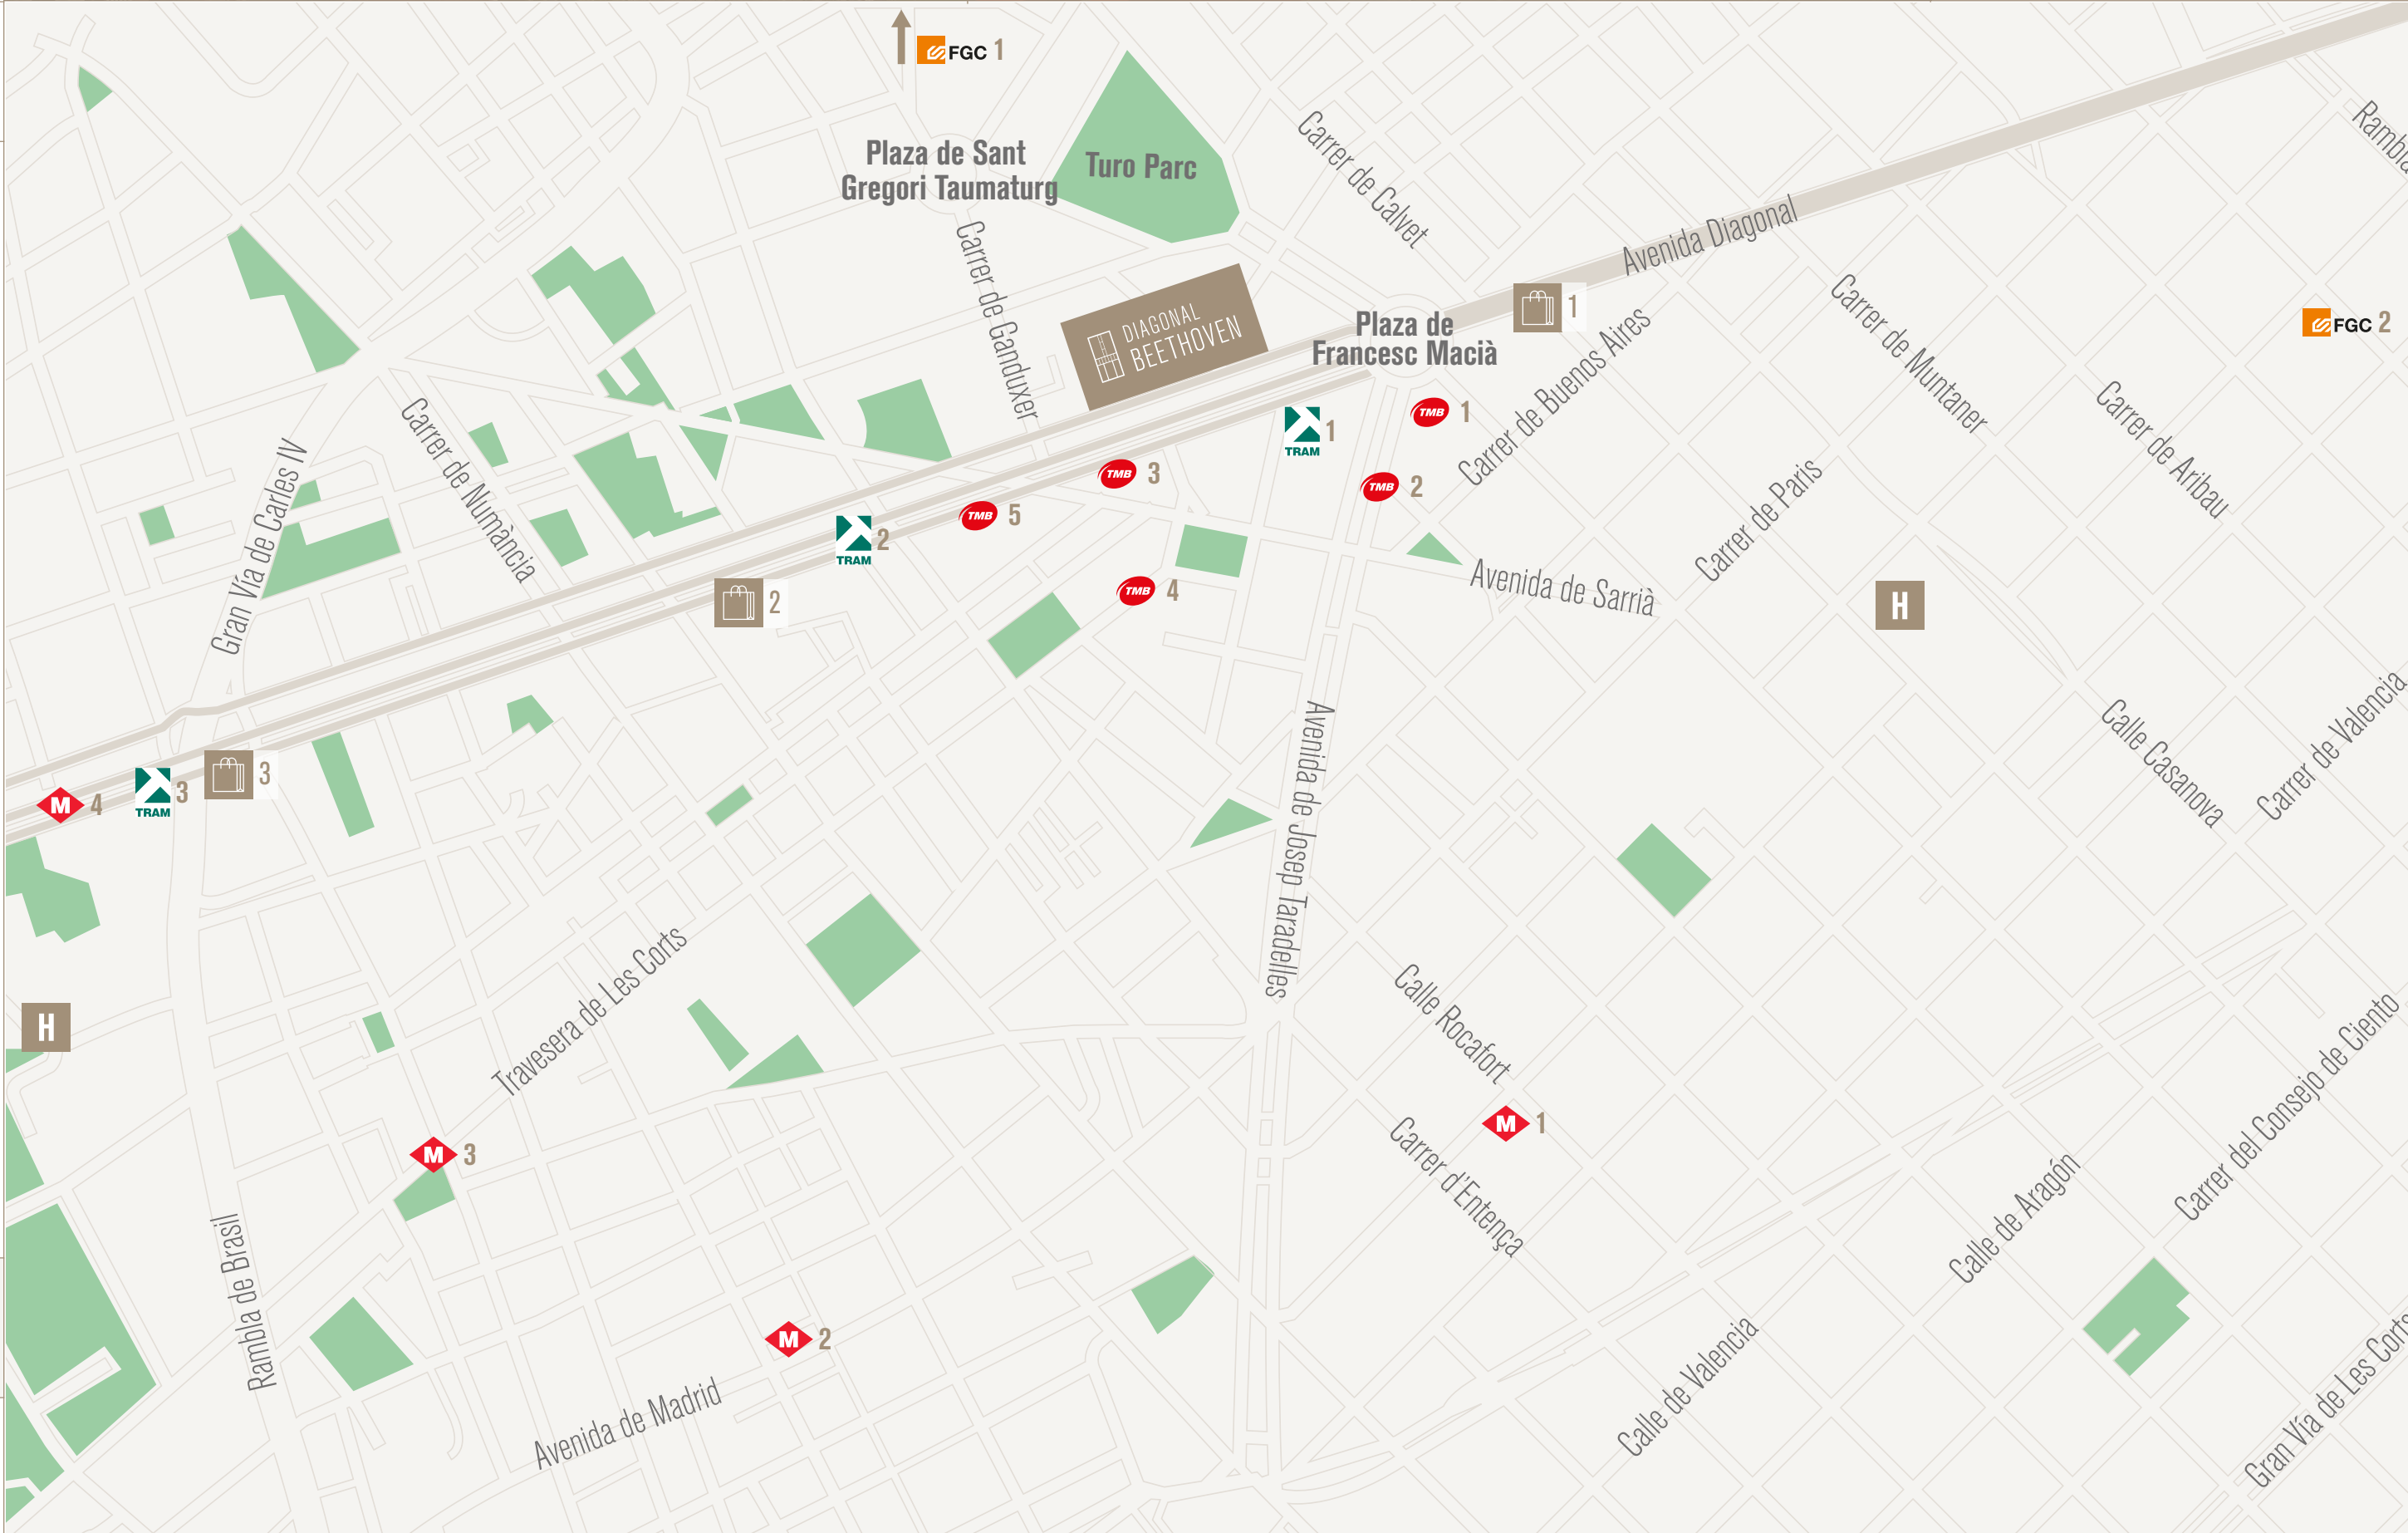 FGC 1
Plaza de Sant
Gregori Taumaturg
Turo Parc
Carrer de Calvet
Avenida Diagonal
Carrer de Ganduxer
DIAGONAL
BEETHOVEN
Plaza de
Francesc Macià
1
Carrer de Buenos Aires
Carrer de Muntaner
FGC 2
Carrer de Aribau
Carrer de Numància
Gran Vía de Carles IV
TMB 1
TRAM 1
TMB 2
TMB 3
TMB 5
TRAM 2
TMB 4
2
Carrer de Paris
Avenida de Sarrià
H
Calle Casanova
Carrer de Valencia
Avenida de Josep Taradelles
M 4
TRAM 3
3
H
Travesera de Les Corts
Calle Rocafort
M 1
Carrer d'Entença
M 3
Rambla de Brasil
M 2
Avenida de Madrid
Calle de Valencia
Calle de Aragón
Carrer del Consejo de Ciento
Gran Vía de Les Corts